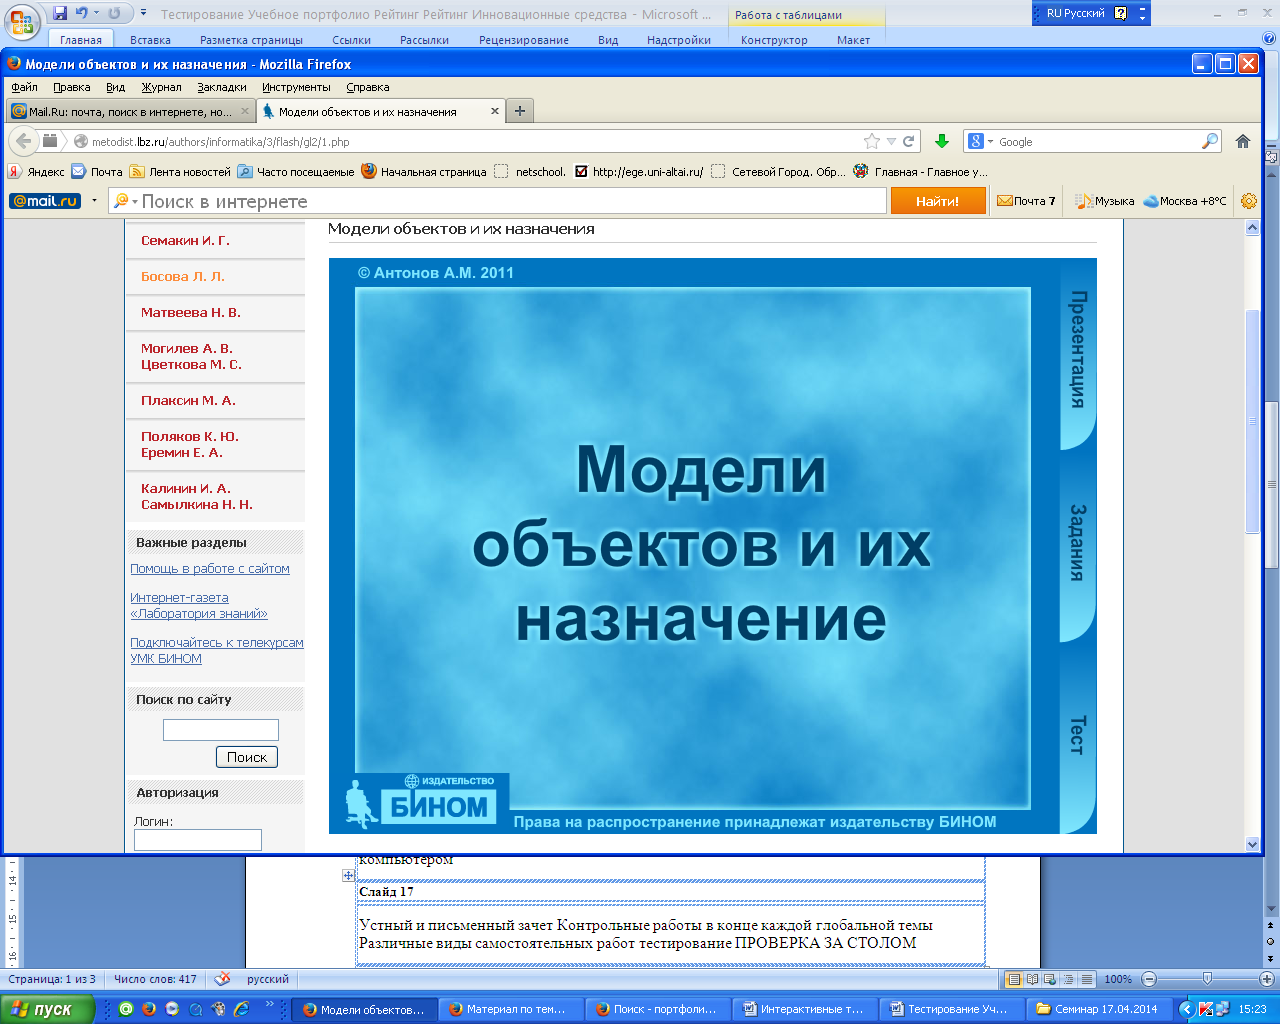 Тестирование Учебное портфолио Рейтинг Рейтинг Инновационные средства - Microsoft ...
Работа с таблицами
RU Русский
Главная Вставка Разметка страницы Ссылки Рассылки Рецензирование Вид Надстройки Конструктор Макет
Модели объектов и их назначения - Mozilla Firefox
Файл Правка Вид Журнал Закладки Инструменты Справка
Mail.Ru: почта, поиск в интернете, но...
Модели объектов и их назначения
metodist.lbz.ru/authors/informatika/3/flash/gl2/1.php
Google
Яндекс Почта Лента новостей Часто посещаемые Начальная страница netschool. http://ege.uni-altai.ru/ Сетевой Город. Обр... Главная - Главное у...
@mail.ru Поиск в интернете Найти! Почта 7 Музыка Москва +8°C
Семакин И. Г.
Босова Л. Л.
Матвеева Н. В.
Могилев А. В.
Цветкова М. С.
Плаксин М. А.
Поляков К. Ю.
Еремин Е. А.
Калинин И. А.
Самылкина Н. Н.
Важные разделы
Помощь в работе с сайтом
Интернет-газета
«Лаборатория знаний»
Подключайтесь к телекурсам
УМК БИНОМ
Поиск по сайту
Поиск
Авторизация
Логин:
Модели объектов и их назначения
© Антонов А.М. 2011
Модели
объектов и их
назначение
Презентация
Задания
Тест
ИЗДАТЕЛЬСТВО
БИНОМ
Права на распространение принадлежат издательству БИНОМ
компьютером
Слайд 17
Устный и письменный зачет Контрольные работы в конце каждой глобальной темы
Различные виды самостоятельных работ тестирование ПРОВЕРКА ЗА СТОЛОМ
14
15
16
Страница: 1 из 3 Число слов: 417 русский 100%
пуск Модели объектов... Материал по тем... Поиск - портфоли... Интерактивные т... Тестирование Уч... Семинар 17.04.2014 15:23